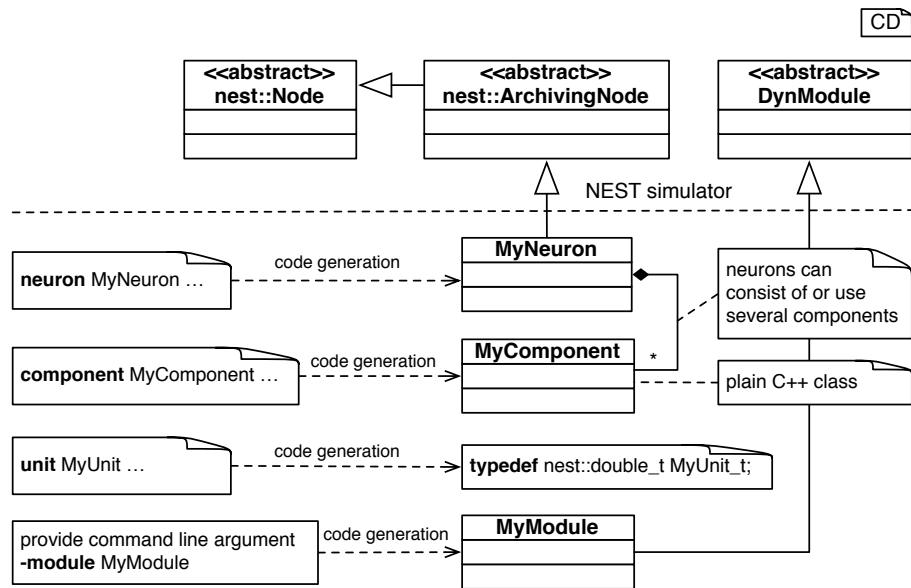 CD
<<abstract>>
nest::Node
<<abstract>>
nest::ArchivingNode
<<abstract>>
DynModule
NEST simulator
neuron MyNeuron …
code generation
MyNeuron
neurons can
consist of or use
several components
component MyComponent …
code generation
MyComponent
*
plain C++ class
unit MyUnit …
code generation
typedef nest::double_t MyUnit_t;
provide command line argument
-module MyModule
code generation
MyModule